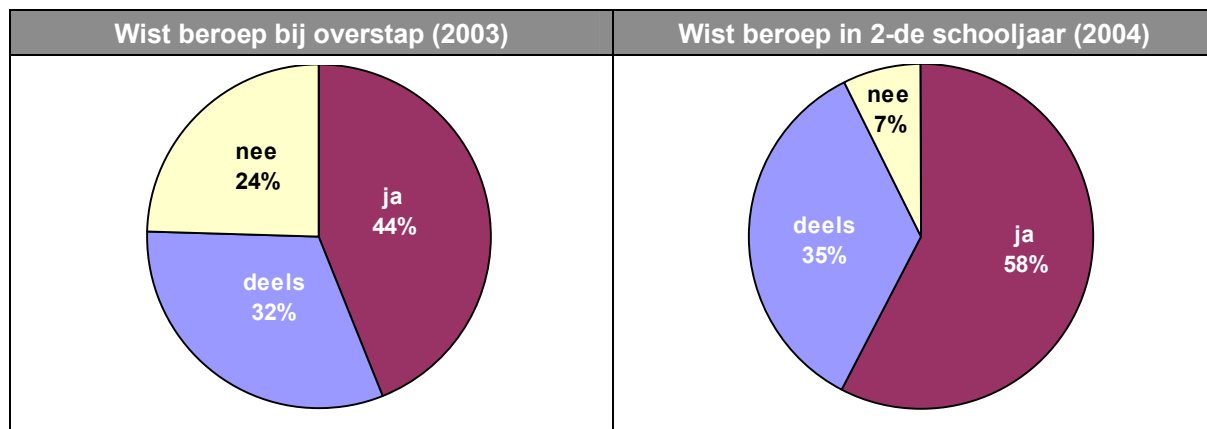 Wist beroep bij overstap (2003)
Wist beroep in 2-de schooljaar (2004)
nee
24%
ja
44%
deels
32%
nee
7%
deels
35%
ja
58%